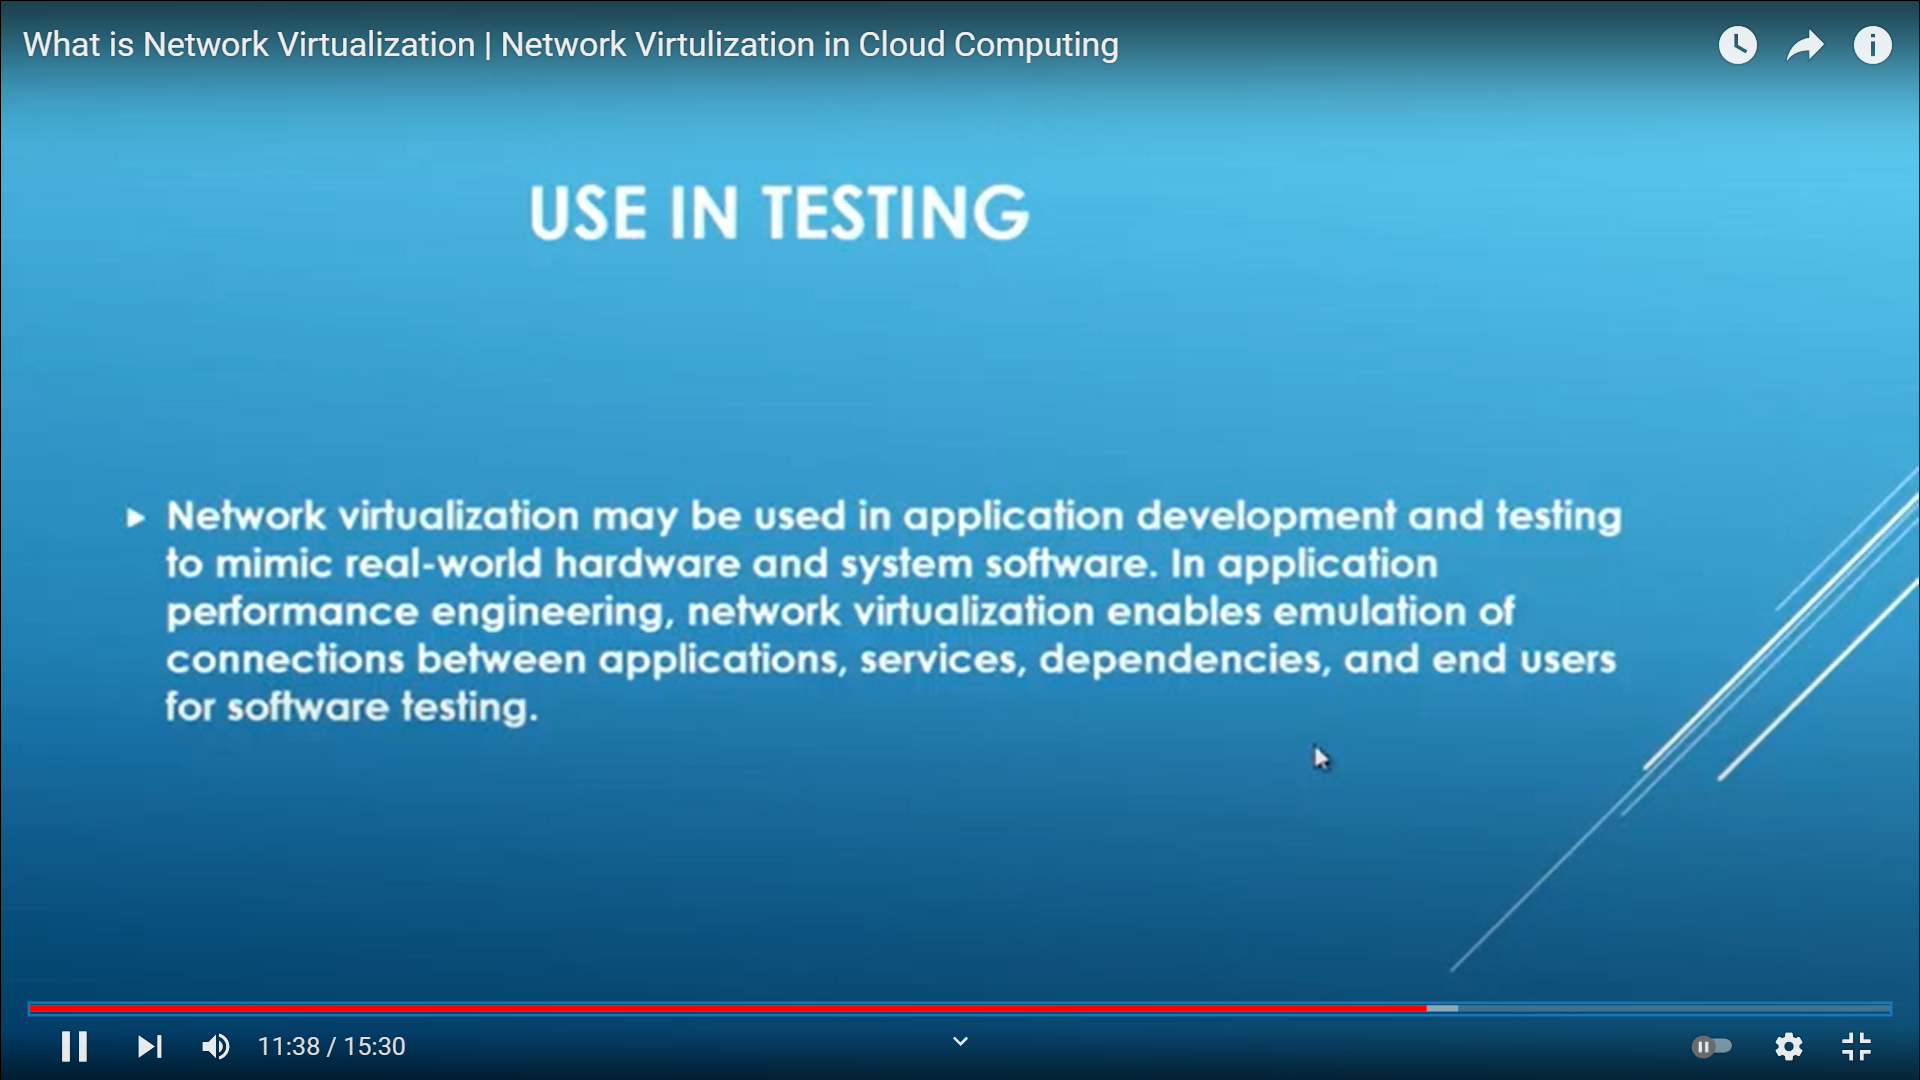 What is Network Virtualization | Network Virtulization in Cloud Computing
USE IN TESTING
Network virtualization may be used in application development and testing
to mimic real-world hardware and system software. In application
performance engineering, network virtualization enables emulation of
connections between applications, services, dependencies, and end users
for software testing.
11:38 / 15:30